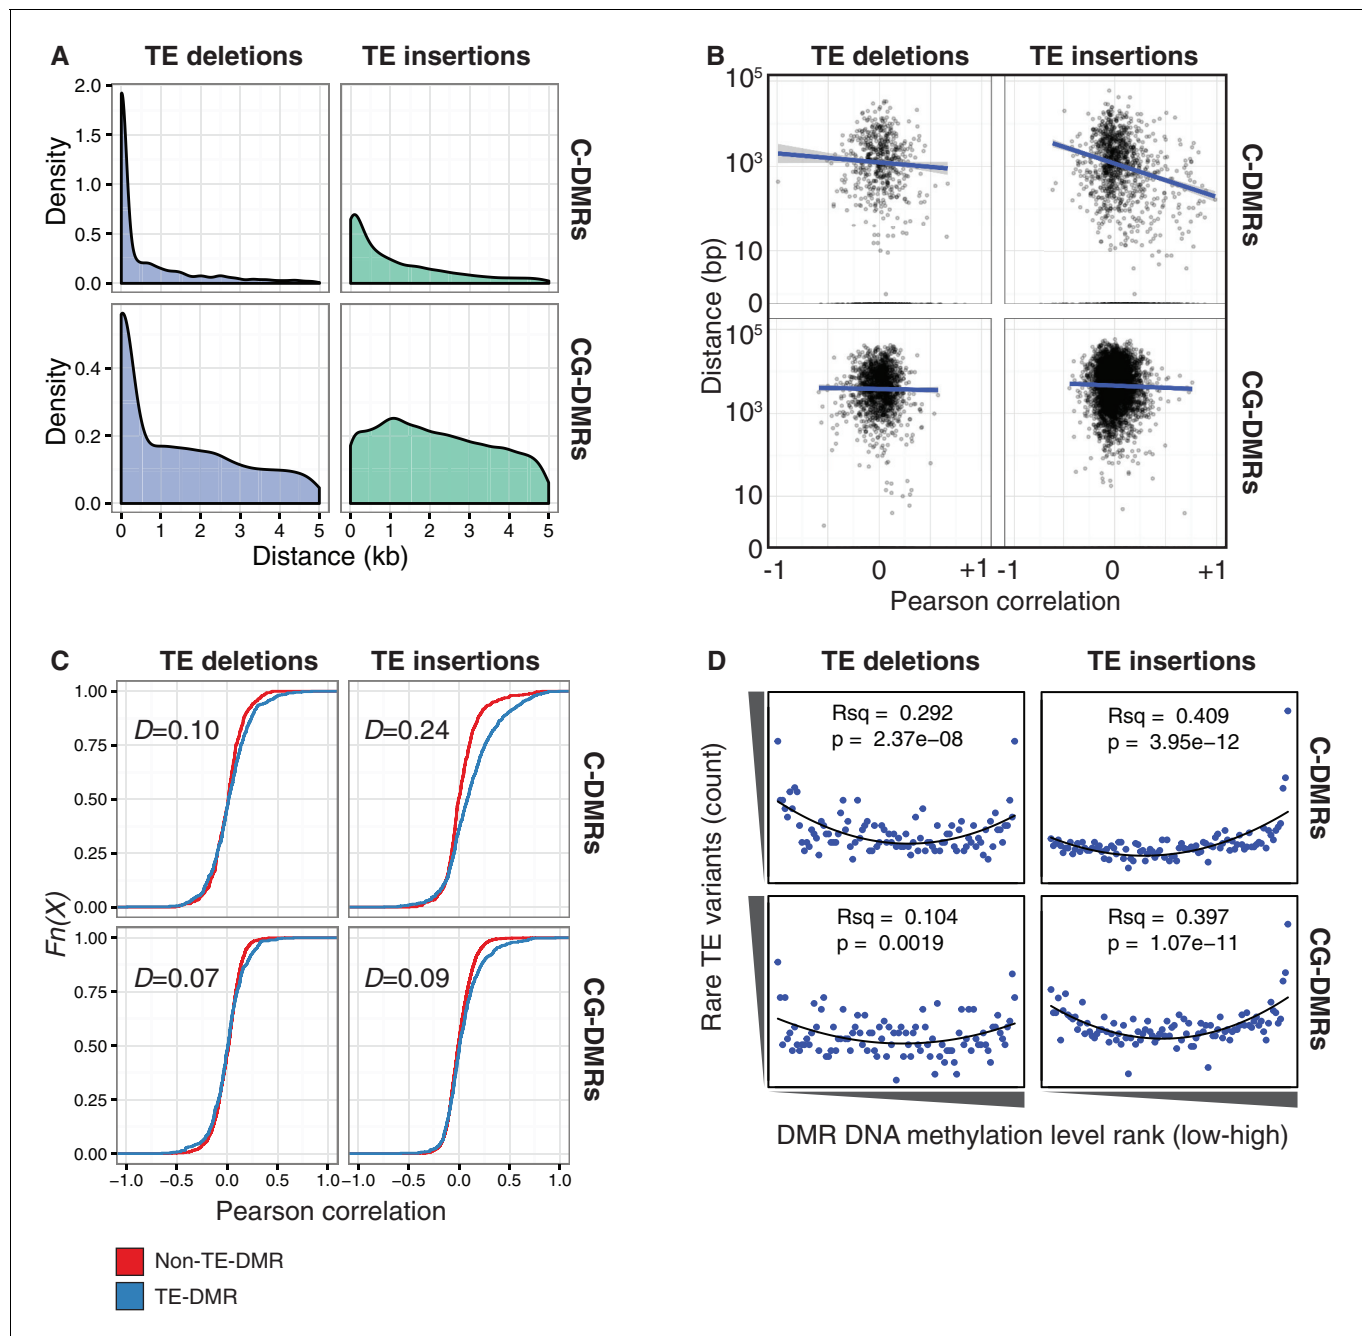 A
TE deletions
TE insertions
2.0
1.5
1.0
0.5
0.0
Density
C-DMRs
0.4
0.2
0.0
Density
CG-DMRs
0 1 2 3 4 5
0 1 2 3 4 5
Distance (kb)
B
TE deletions
TE insertions
10^5
10^3
10
0
C-DMRs
Distance (bp)
10^5
10^3
10
0
CG-DMRs
-1 0 +1
-1 0 +1
Pearson correlation
C
TE deletions
TE insertions
1.00
0.75
0.50
0.25
0.00
D=0.10
D=0.24
C-DMRs
Fn(X)
1.00
0.75
0.50
0.25
0.00
D=0.07
D=0.09
CG-DMRs
−1.0 −0.5 0.0 0.5 1.0
−1.0 −0.5 0.0 0.5 1.0
Pearson correlation
Non-TE-DMR
TE-DMR
D
TE deletions
TE insertions
Rsq = 0.292
p = 2.37e−08
Rsq = 0.409
p = 3.95e−12
C-DMRs
Rare TE variants (count)
Rsq = 0.104
p = 0.0019
Rsq = 0.397
p = 1.07e−11
CG-DMRs
DMR DNA methylation level rank (low-high)